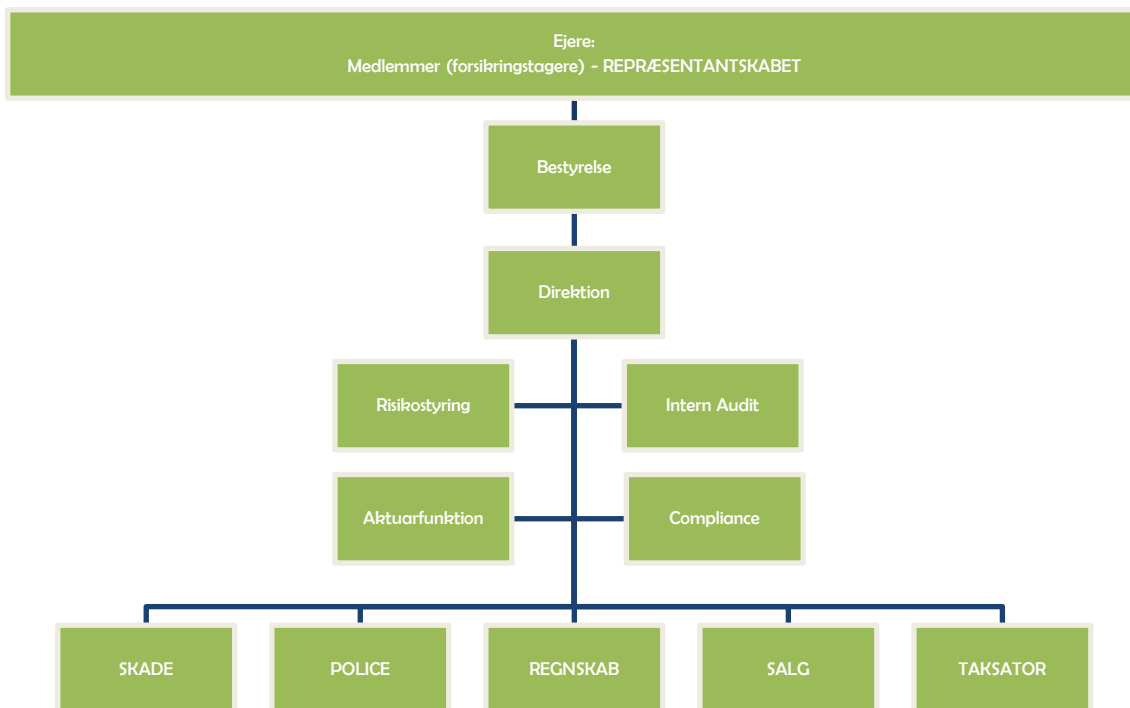 Ejere:
Medlemmer (forsikringstagere) - REPRÆSENTANTSKABET
Bestyrelse
Direktion
Risikostyring
Intern Audit
Aktuarfunktion
Compliance
SKADE
POLICE
REGNSKAB
SALG
TAKSATOR